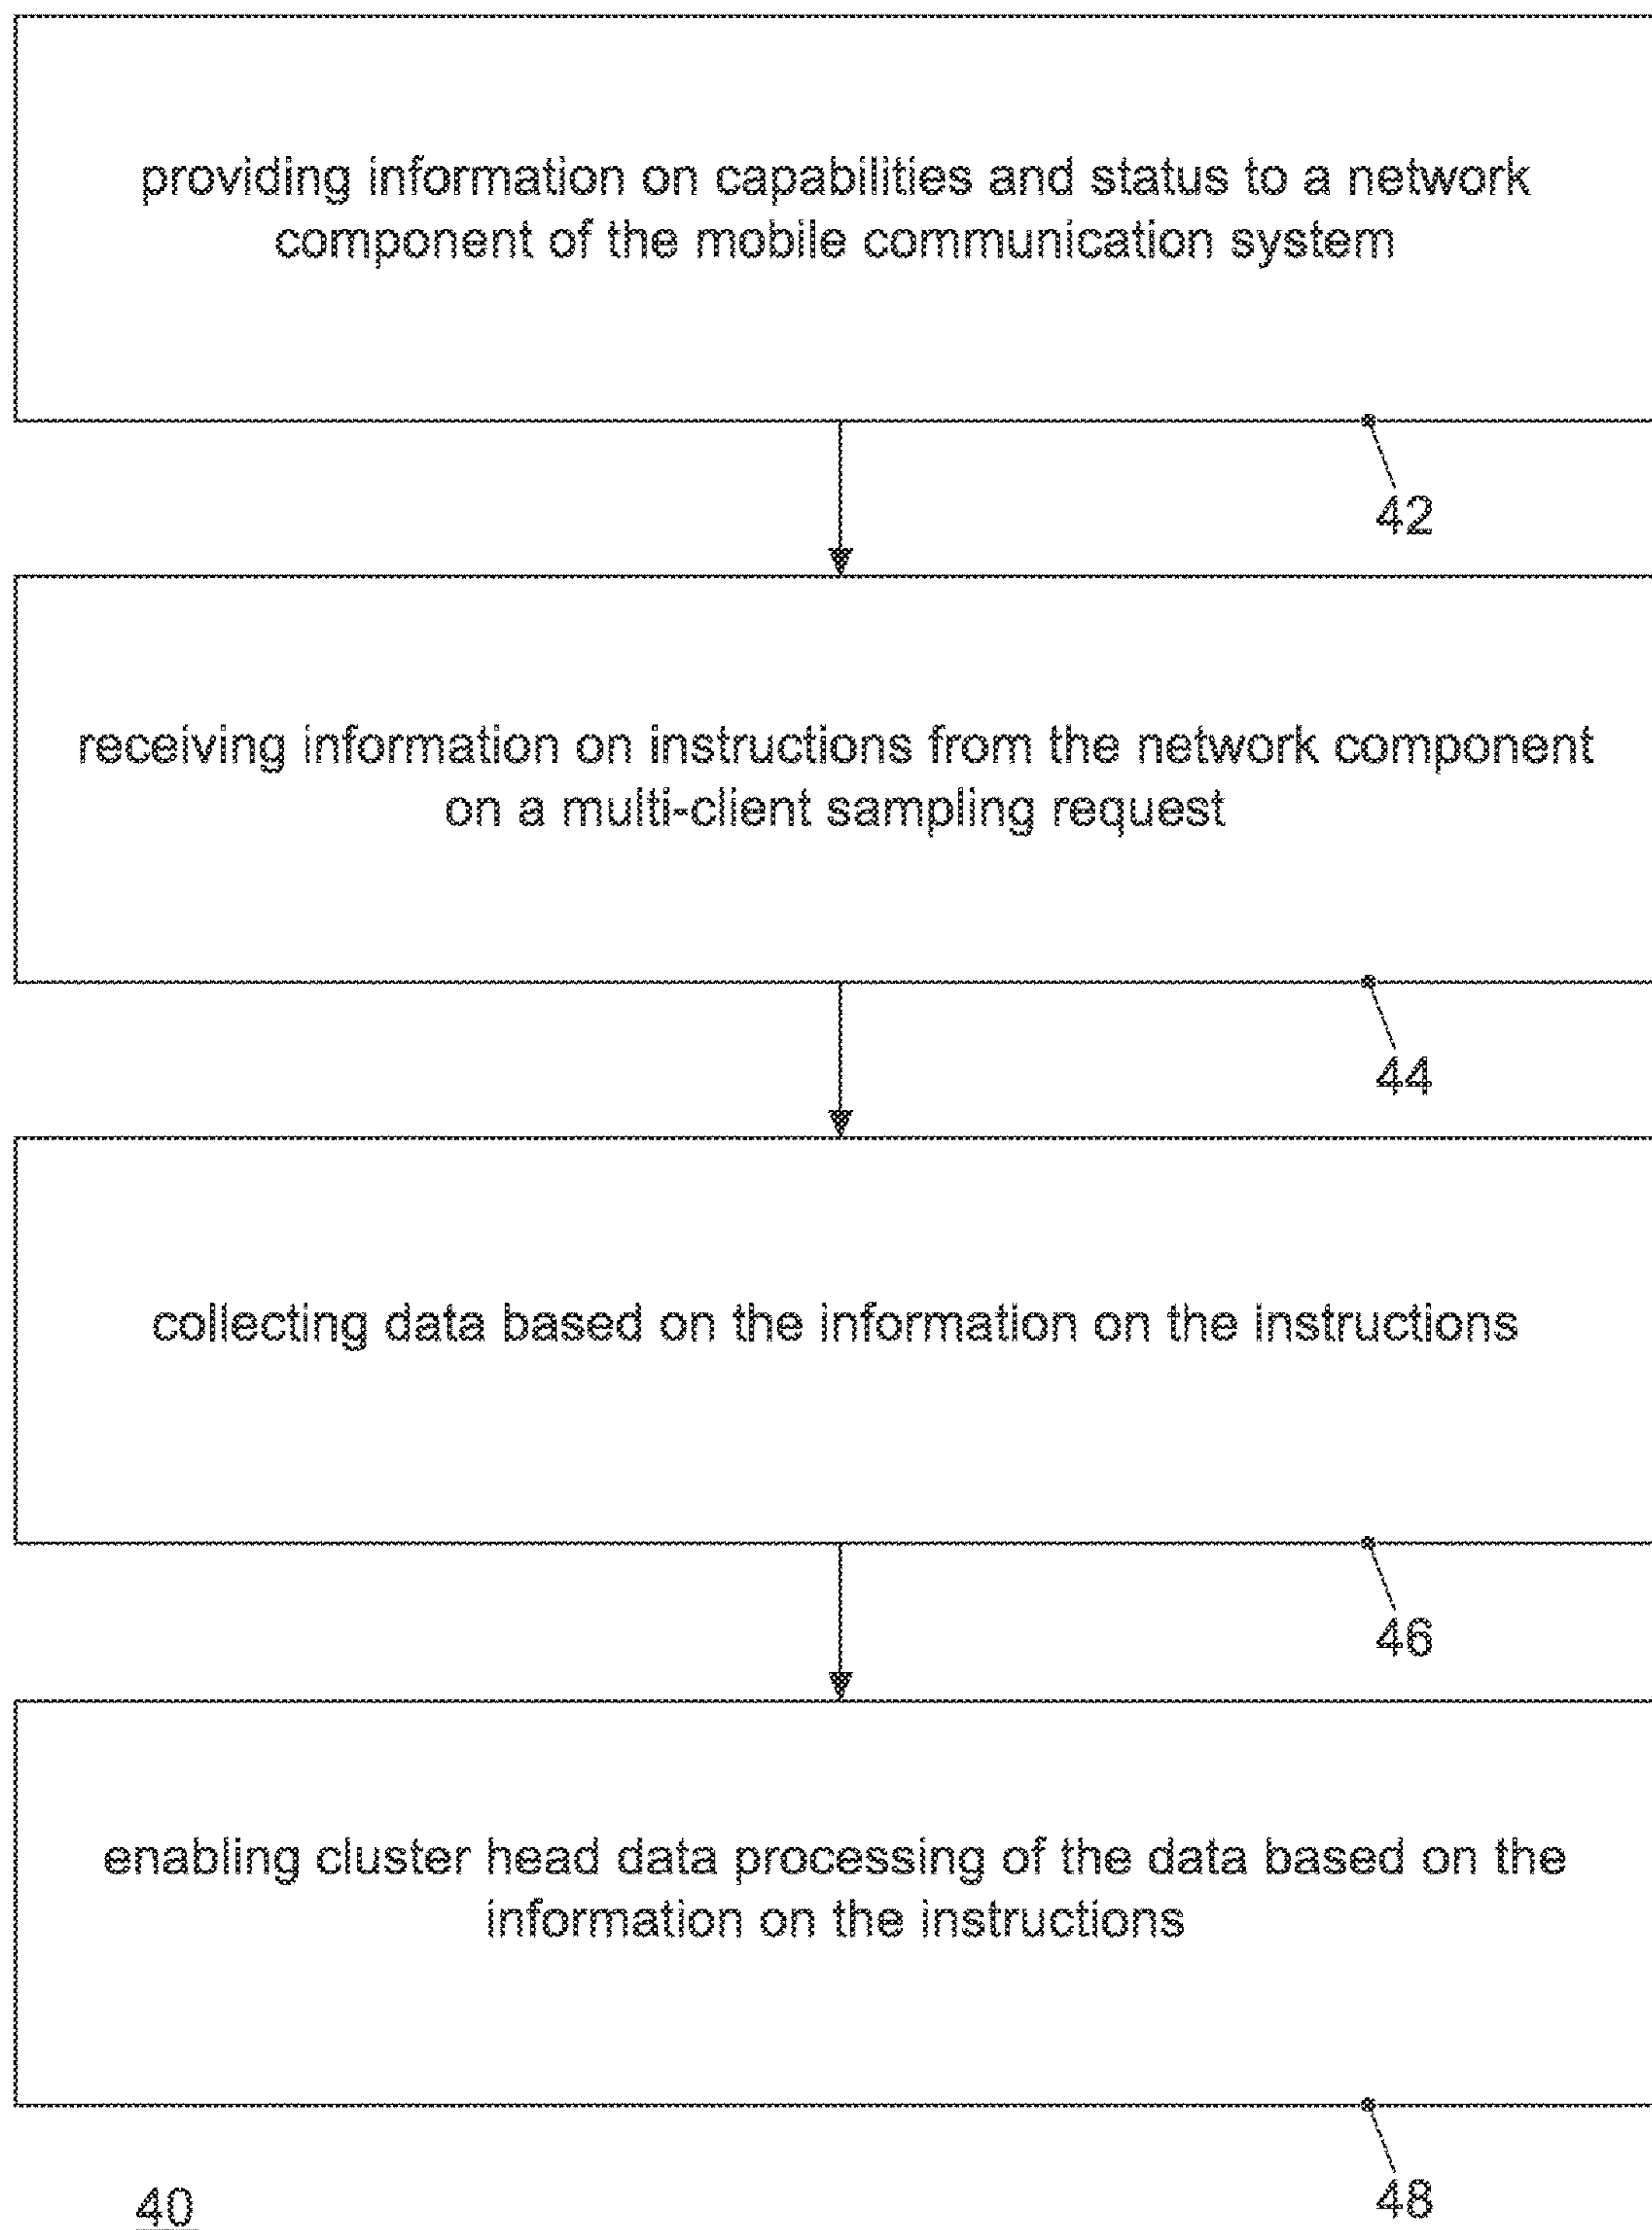 providing information on capabilities and status to a network
component of the mobile communication system
42
receiving information on instructions from the network component
on a multi-client sampling request
44
collecting data based on the information on the instructions
46
enabling cluster head data processing of the data based on the
information on the instructions
48
40